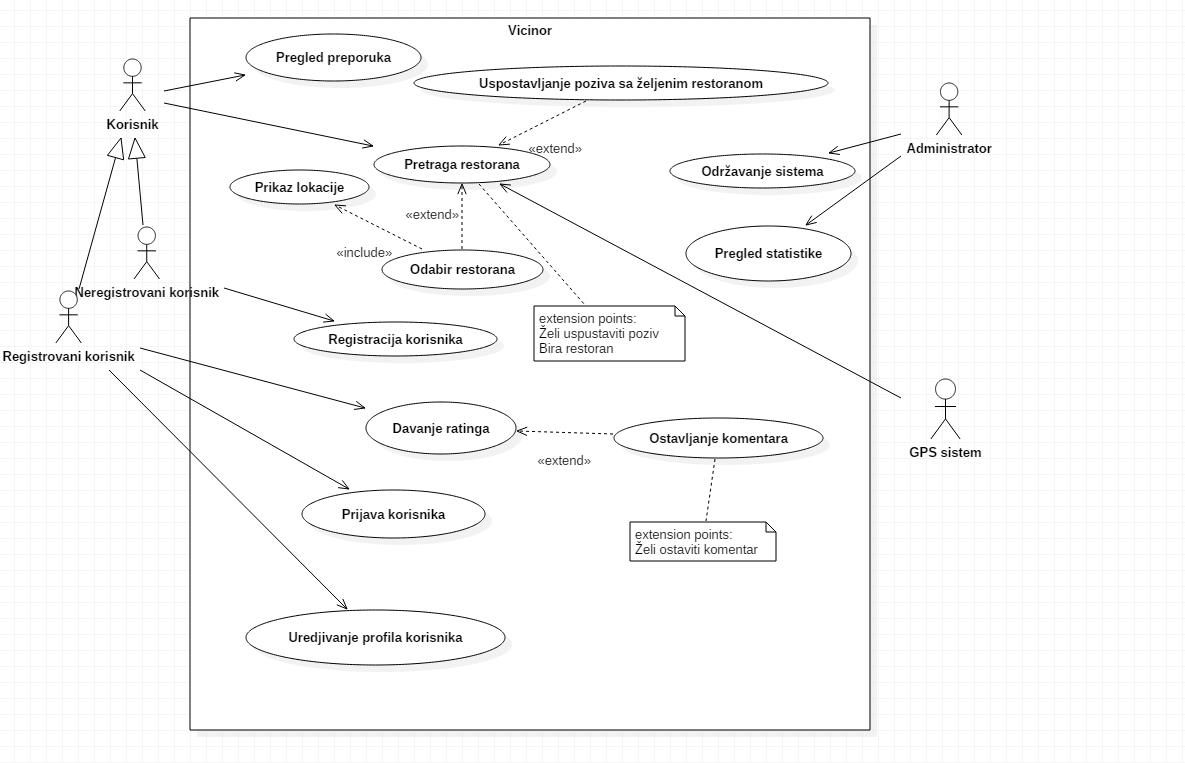 Vicinor
Pregled preporuka
Uspostavljanje poziva sa željenim restoranom
Korisnik
Administrator
«extend»
Pretraga restorana
Održavanje sistema
Prikaz lokacije
«extend»
«include»
Pregled statistike
Odabir restorana
Neregistrovani korisnik
extension points:
Želi uspustaviti poziv
Bira restoran
Registracija korisnika
Registrovani korisnik
Davanje ratinga
Ostavljanje komentara
GPS sistem
«extend»
Prijava korisnika
extension points:
Želi ostaviti komentar
Uredjivanje profila korisnika